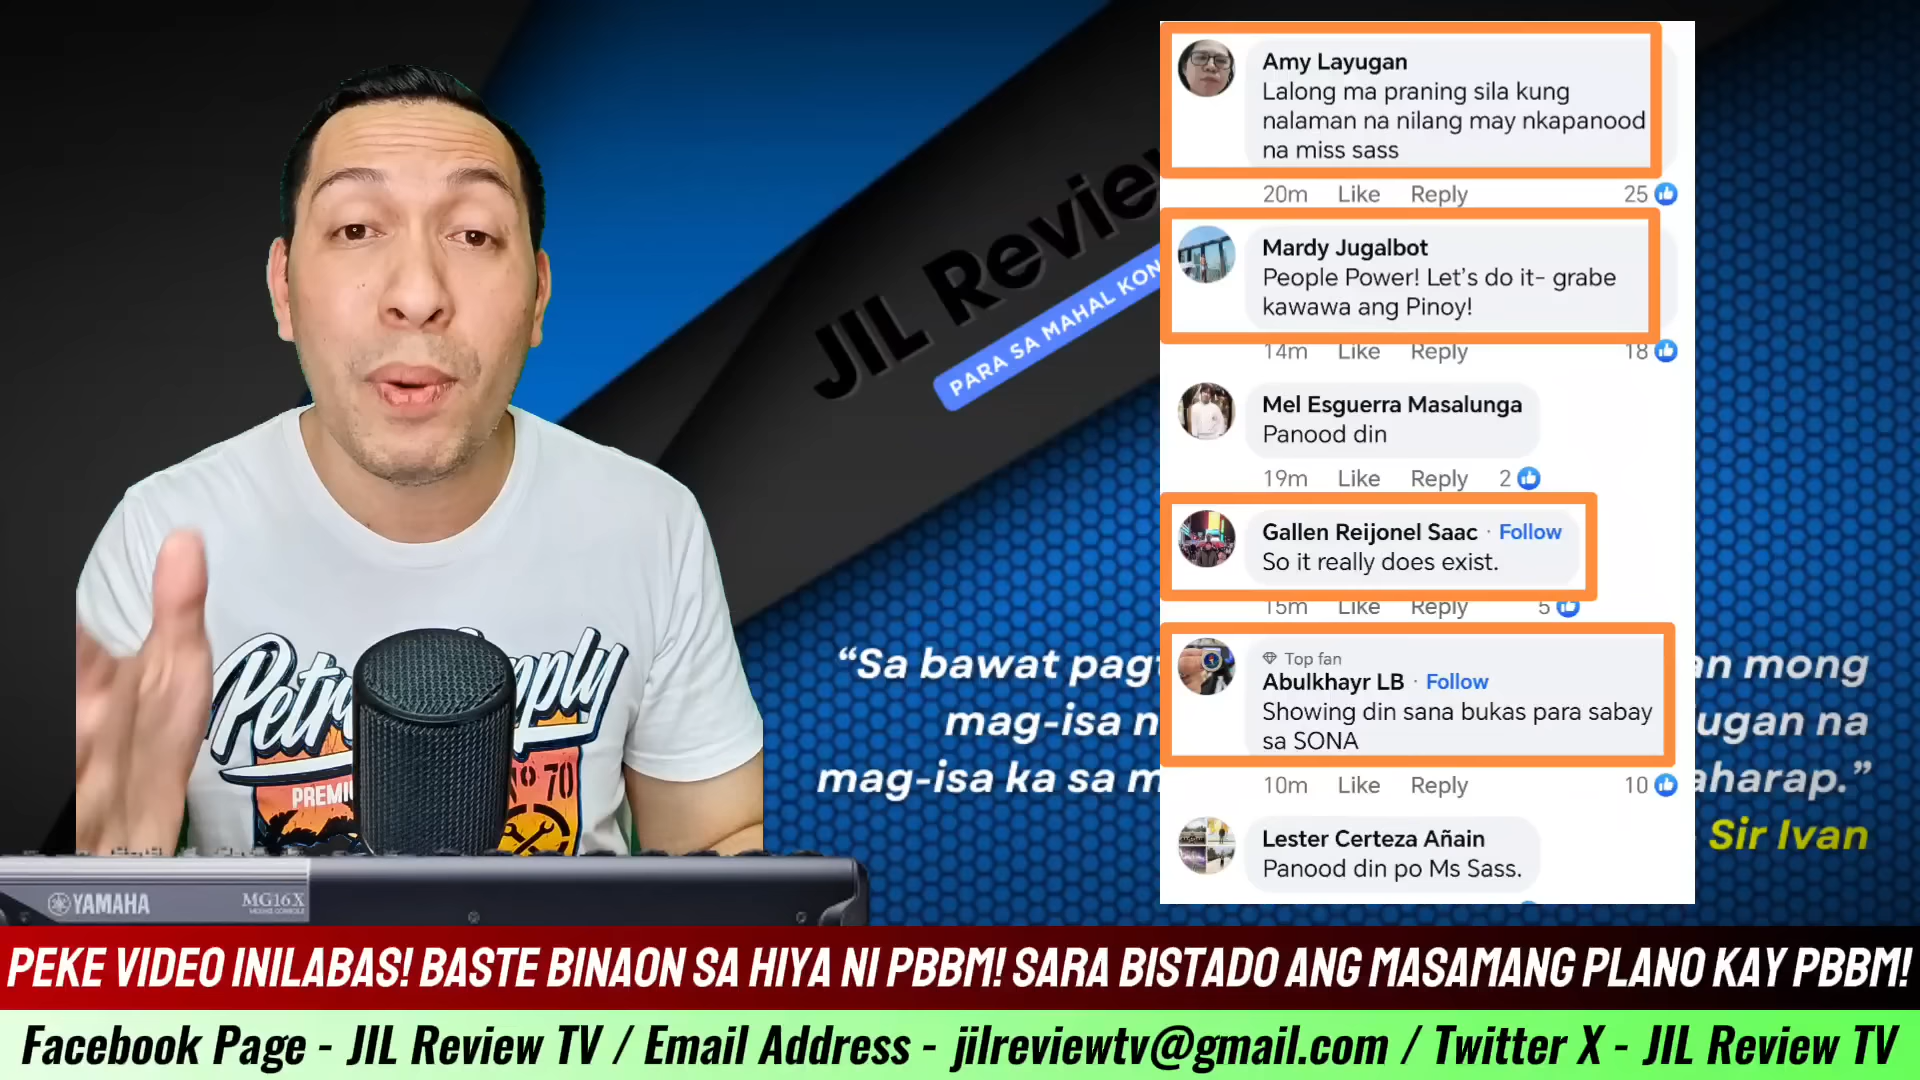 Amy Layugan
Lalong ma praning sila kung
nalaman na nilang may nkapanood
na miss sass
20m Like Reply 25
Mardy Jugalbot
People Power! Let’s do it- grabe
kawawa ang Pinoy!
14m Like Reply 18
Mel Esguerra Masalunga
Panood din
19m Like Reply 2
Gallen Reijonel Saac · Follow
So it really does exist.
15m Like Reply 5
Top fan
Abulkhayr LB · Follow
Showing din sana bukas para sabay
sa SONA
10m Like Reply 10
Lester Certeza Añain
Panood din po Ms Sass.
JIL Review
PARA SA MAHAL KON
“Sa bawat pag
mong
mag-isa
mag-isa ka sa
Sir Ivan
PREMI
Nº 70
YAMAHA
MG16X
MIXING CONSOLE
PEKE VIDEO INILABAS! BASTE BINAON SA HIYA NI PBBM! SARA BISTADO ANG MASAMANG PLANO KAY PBBM!
Facebook Page - JIL Review TV / Email Address - jilreviewtv@gmail.com / Twitter X - JIL Review TV